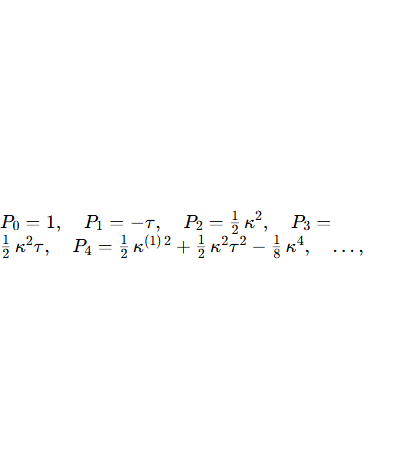 P₀ = 1, P₁ = −τ, P₂ = ½ κ², P₃ =
½ κ²τ, P₄ = ½ κ⁽¹⁾ ² + ½ κ²τ² − ⅛ κ⁴, …,